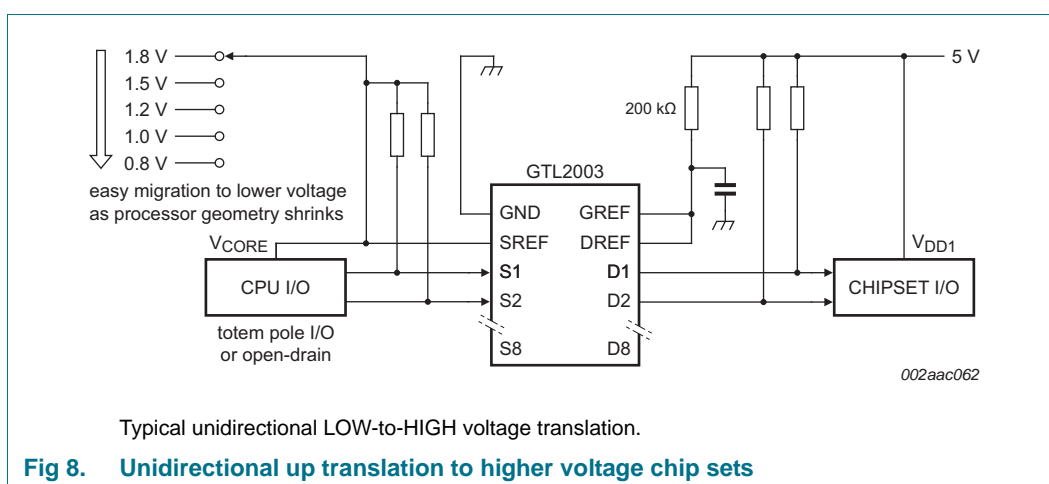 1.8 V
1.5 V
1.2 V
1.0 V
0.8 V
easy migration to lower voltage
as processor geometry shrinks
5 V
200 kΩ
GTL2003
GND GREF
SREF DREF
S1 D1
S2 D2
S8 D8
VCORE
CPU I/O
totem pole I/O
or open-drain
VDD1
CHIPSET I/O
002aac062
Typical unidirectional LOW-to-HIGH voltage translation.
Fig 8. Unidirectional up translation to higher voltage chip sets